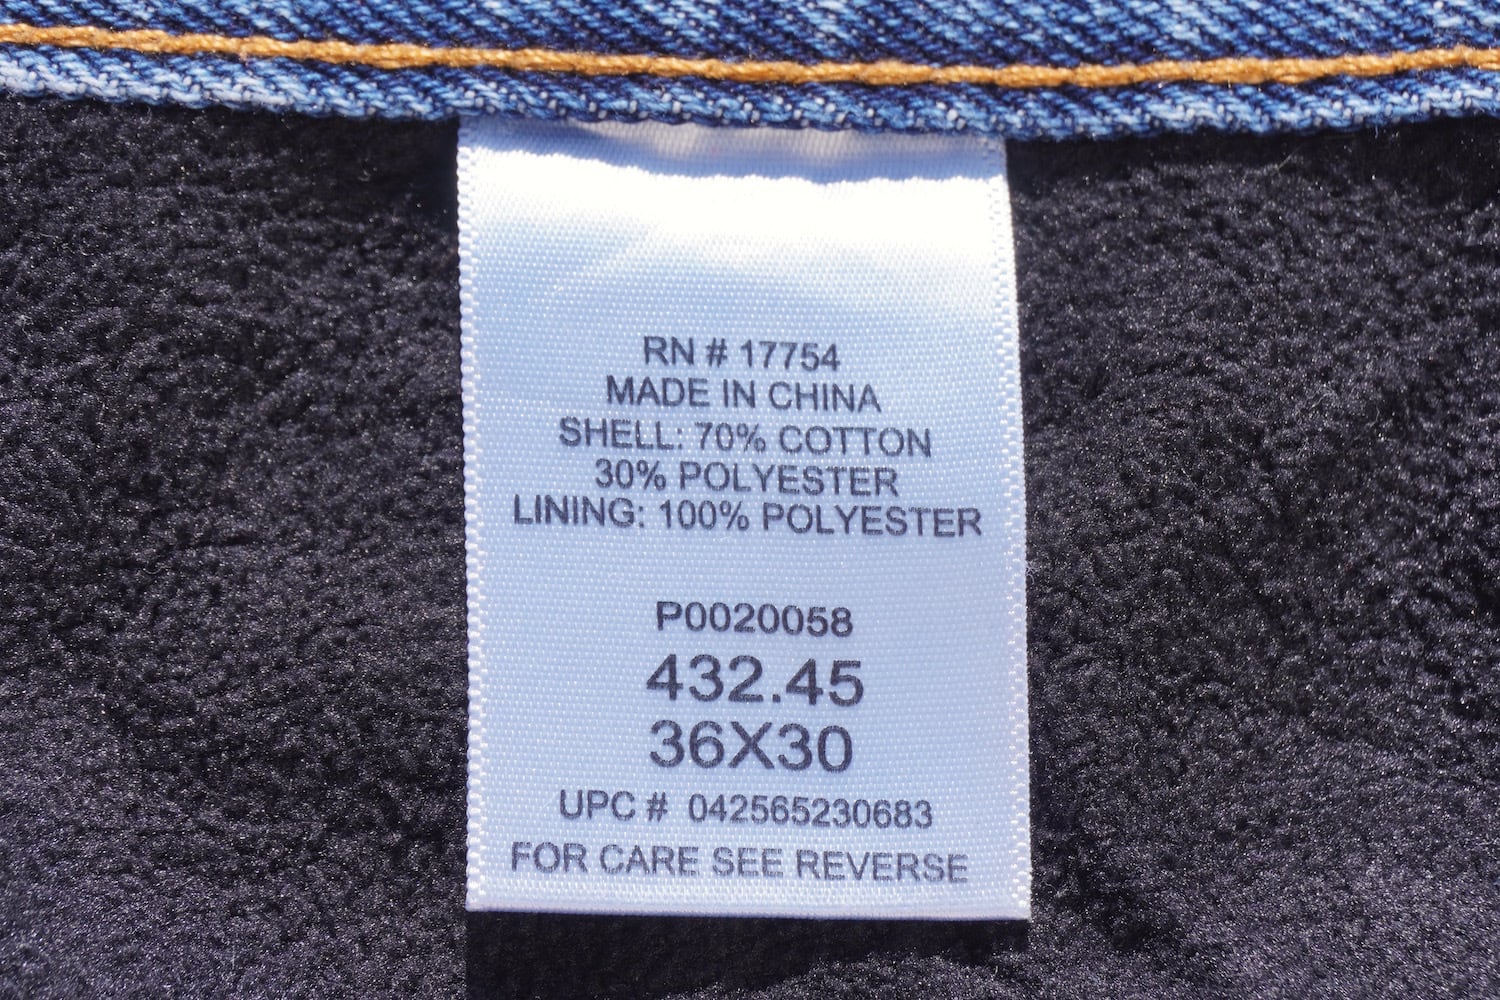 RN # 17754
MADE IN CHINA
SHELL: 70% COTTON
30% POLYESTER
LINING: 100% POLYESTER
P0020058
432.45
36X30
UPC # 042565230683
FOR CARE SEE REVERSE